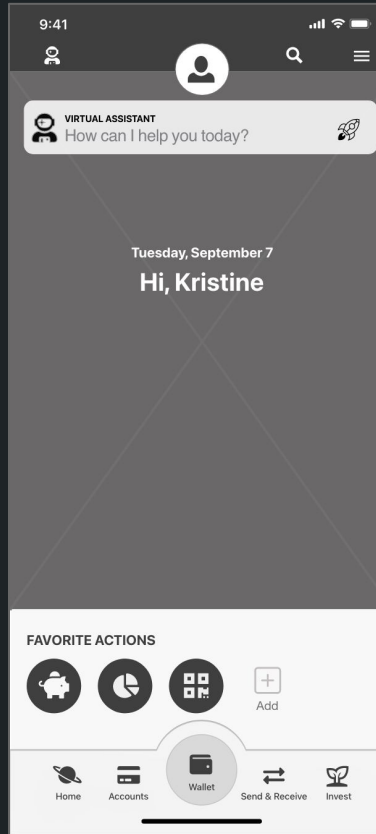 9:41
VIRTUAL ASSISTANT
How can I help you today?
Tuesday, September 7
Hi, Kristine
FAVORITE ACTIONS
Add
Home
Accounts
Wallet
Send & Receive
Invest